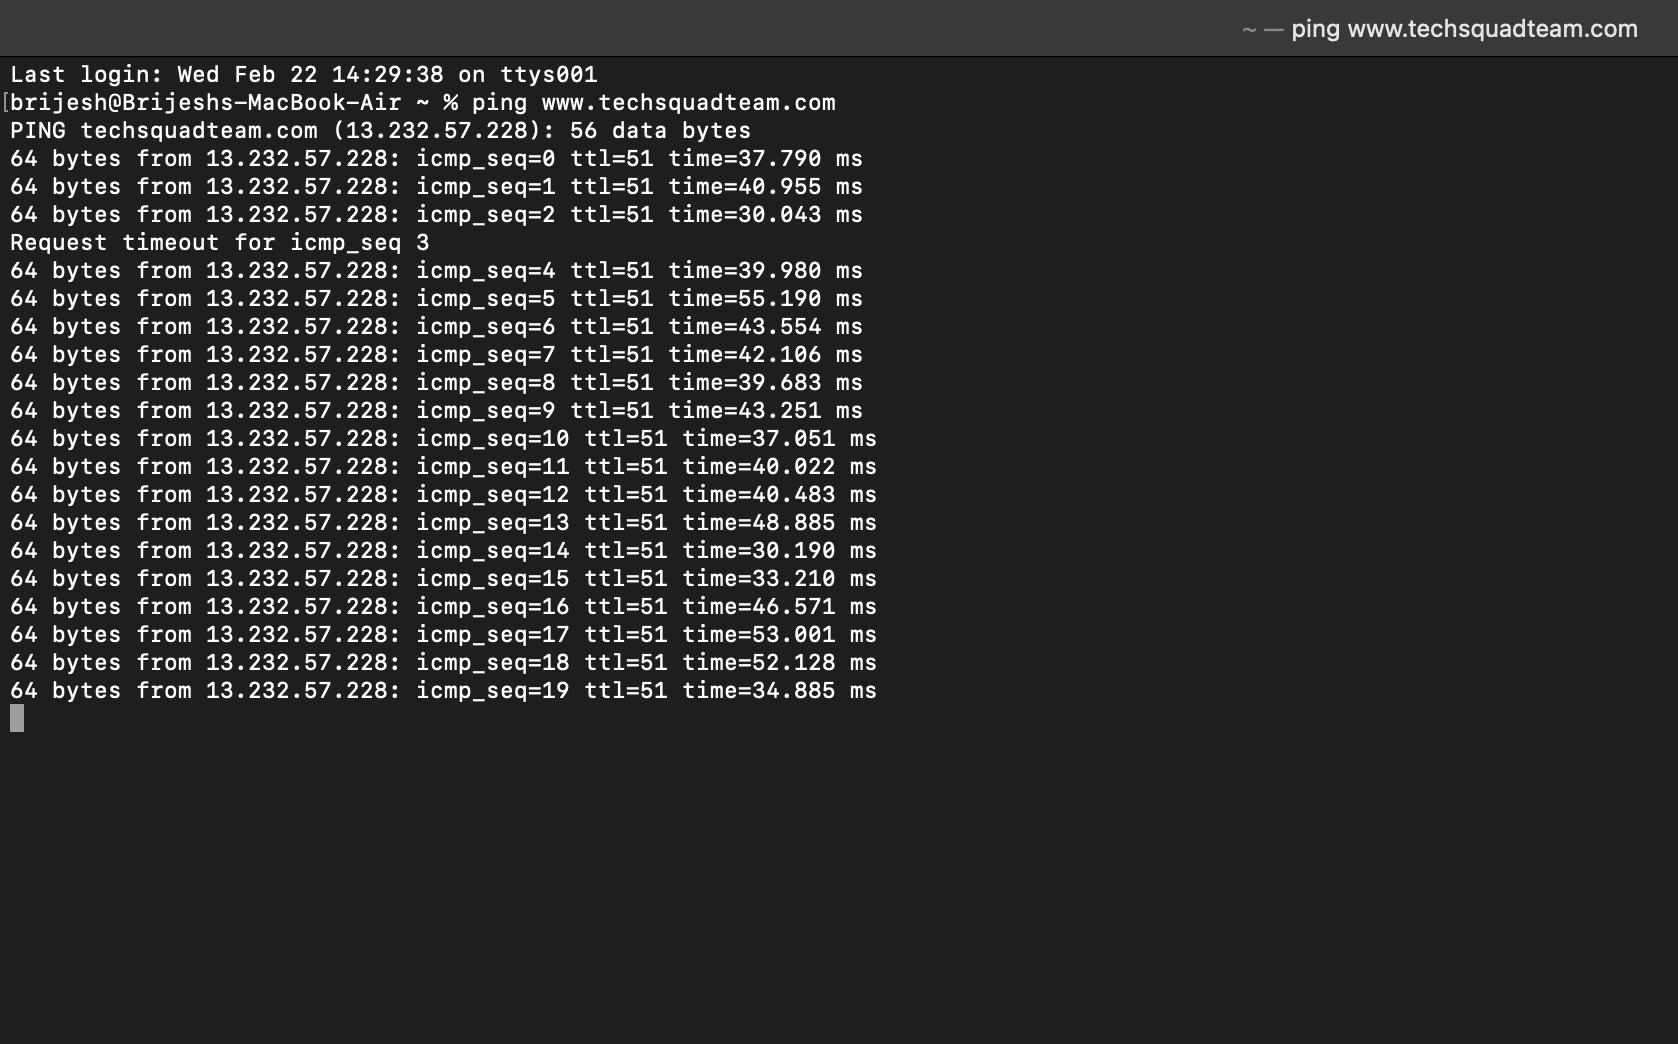 ~ — ping www.techsquadteam.com
Last login: Wed Feb 22 14:29:38 on ttys001
[brijesh@Brijeshs-MacBook-Air ~ % ping www.techsquadteam.com
PING techsquadteam.com (13.232.57.228): 56 data bytes
64 bytes from 13.232.57.228: icmp_seq=0 ttl=51 time=37.790 ms
64 bytes from 13.232.57.228: icmp_seq=1 ttl=51 time=40.955 ms
64 bytes from 13.232.57.228: icmp_seq=2 ttl=51 time=30.043 ms
Request timeout for icmp_seq 3
64 bytes from 13.232.57.228: icmp_seq=4 ttl=51 time=39.980 ms
64 bytes from 13.232.57.228: icmp_seq=5 ttl=51 time=55.190 ms
64 bytes from 13.232.57.228: icmp_seq=6 ttl=51 time=43.554 ms
64 bytes from 13.232.57.228: icmp_seq=7 ttl=51 time=42.106 ms
64 bytes from 13.232.57.228: icmp_seq=8 ttl=51 time=39.683 ms
64 bytes from 13.232.57.228: icmp_seq=9 ttl=51 time=43.251 ms
64 bytes from 13.232.57.228: icmp_seq=10 ttl=51 time=37.051 ms
64 bytes from 13.232.57.228: icmp_seq=11 ttl=51 time=40.022 ms
64 bytes from 13.232.57.228: icmp_seq=12 ttl=51 time=40.483 ms
64 bytes from 13.232.57.228: icmp_seq=13 ttl=51 time=48.885 ms
64 bytes from 13.232.57.228: icmp_seq=14 ttl=51 time=30.190 ms
64 bytes from 13.232.57.228: icmp_seq=15 ttl=51 time=33.210 ms
64 bytes from 13.232.57.228: icmp_seq=16 ttl=51 time=46.571 ms
64 bytes from 13.232.57.228: icmp_seq=17 ttl=51 time=53.001 ms
64 bytes from 13.232.57.228: icmp_seq=18 ttl=51 time=52.128 ms
64 bytes from 13.232.57.228: icmp_seq=19 ttl=51 time=34.885 ms